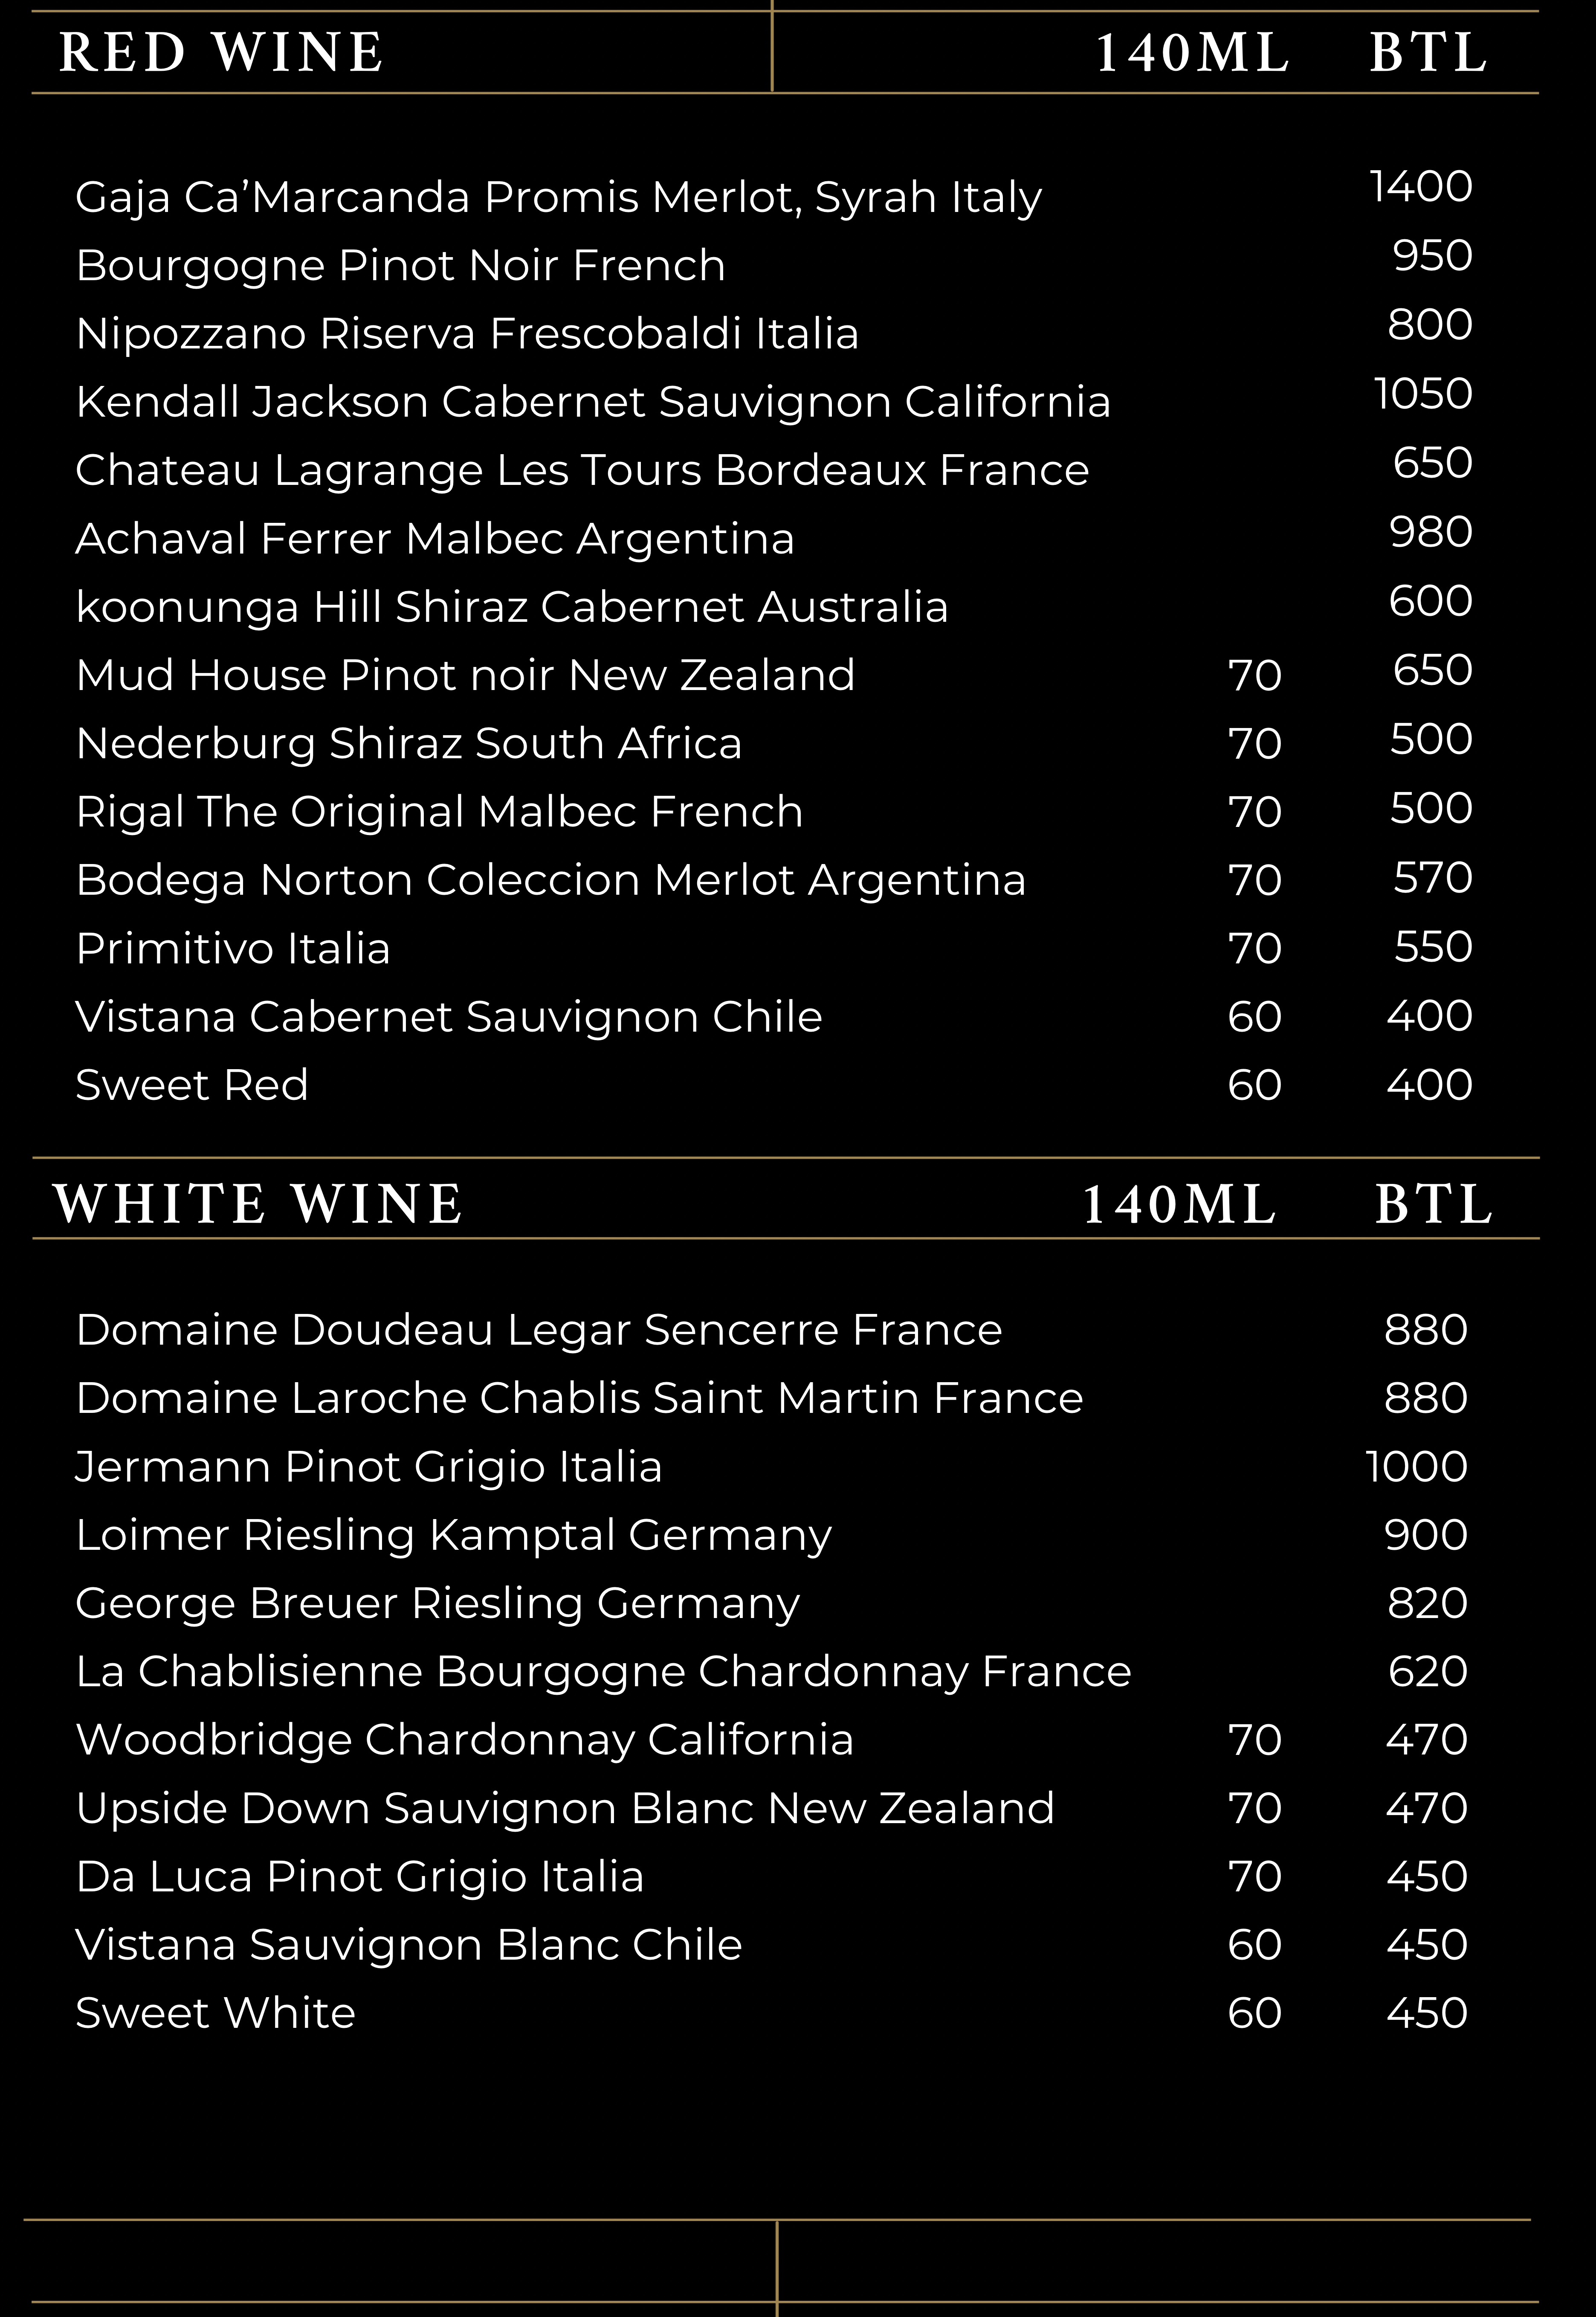 RED WINE 140ML BTL
Gaja Ca’Marcanda Promis Merlot, Syrah Italy 1400
Bourgogne Pinot Noir French 950
Nipozzano Riserva Frescobaldi Italia 800
Kendall Jackson Cabernet Sauvignon California 1050
Chateau Lagrange Les Tours Bordeaux France 650
Achaval Ferrer Malbec Argentina 980
koonunga Hill Shiraz Cabernet Australia 600
Mud House Pinot noir New Zealand 70 650
Nederburg Shiraz South Africa 70 500
Rigal The Original Malbec French 70 500
Bodega Norton Coleccion Merlot Argentina 70 570
Primitivo Italia 70 550
Vistana Cabernet Sauvignon Chile 60 400
Sweet Red 60 400
WHITE WINE 140ML BTL
Domaine Doudeau Legar Sencerre France 880
Domaine Laroche Chablis Saint Martin France 880
Jermann Pinot Grigio Italia 1000
Loimer Riesling Kamptal Germany 900
George Breuer Riesling Germany 820
La Chablisienne Bourgogne Chardonnay France 620
Woodbridge Chardonnay California 70 470
Upside Down Sauvignon Blanc New Zealand 70 470
Da Luca Pinot Grigio Italia 70 450
Vistana Sauvignon Blanc Chile 60 450
Sweet White 60 450